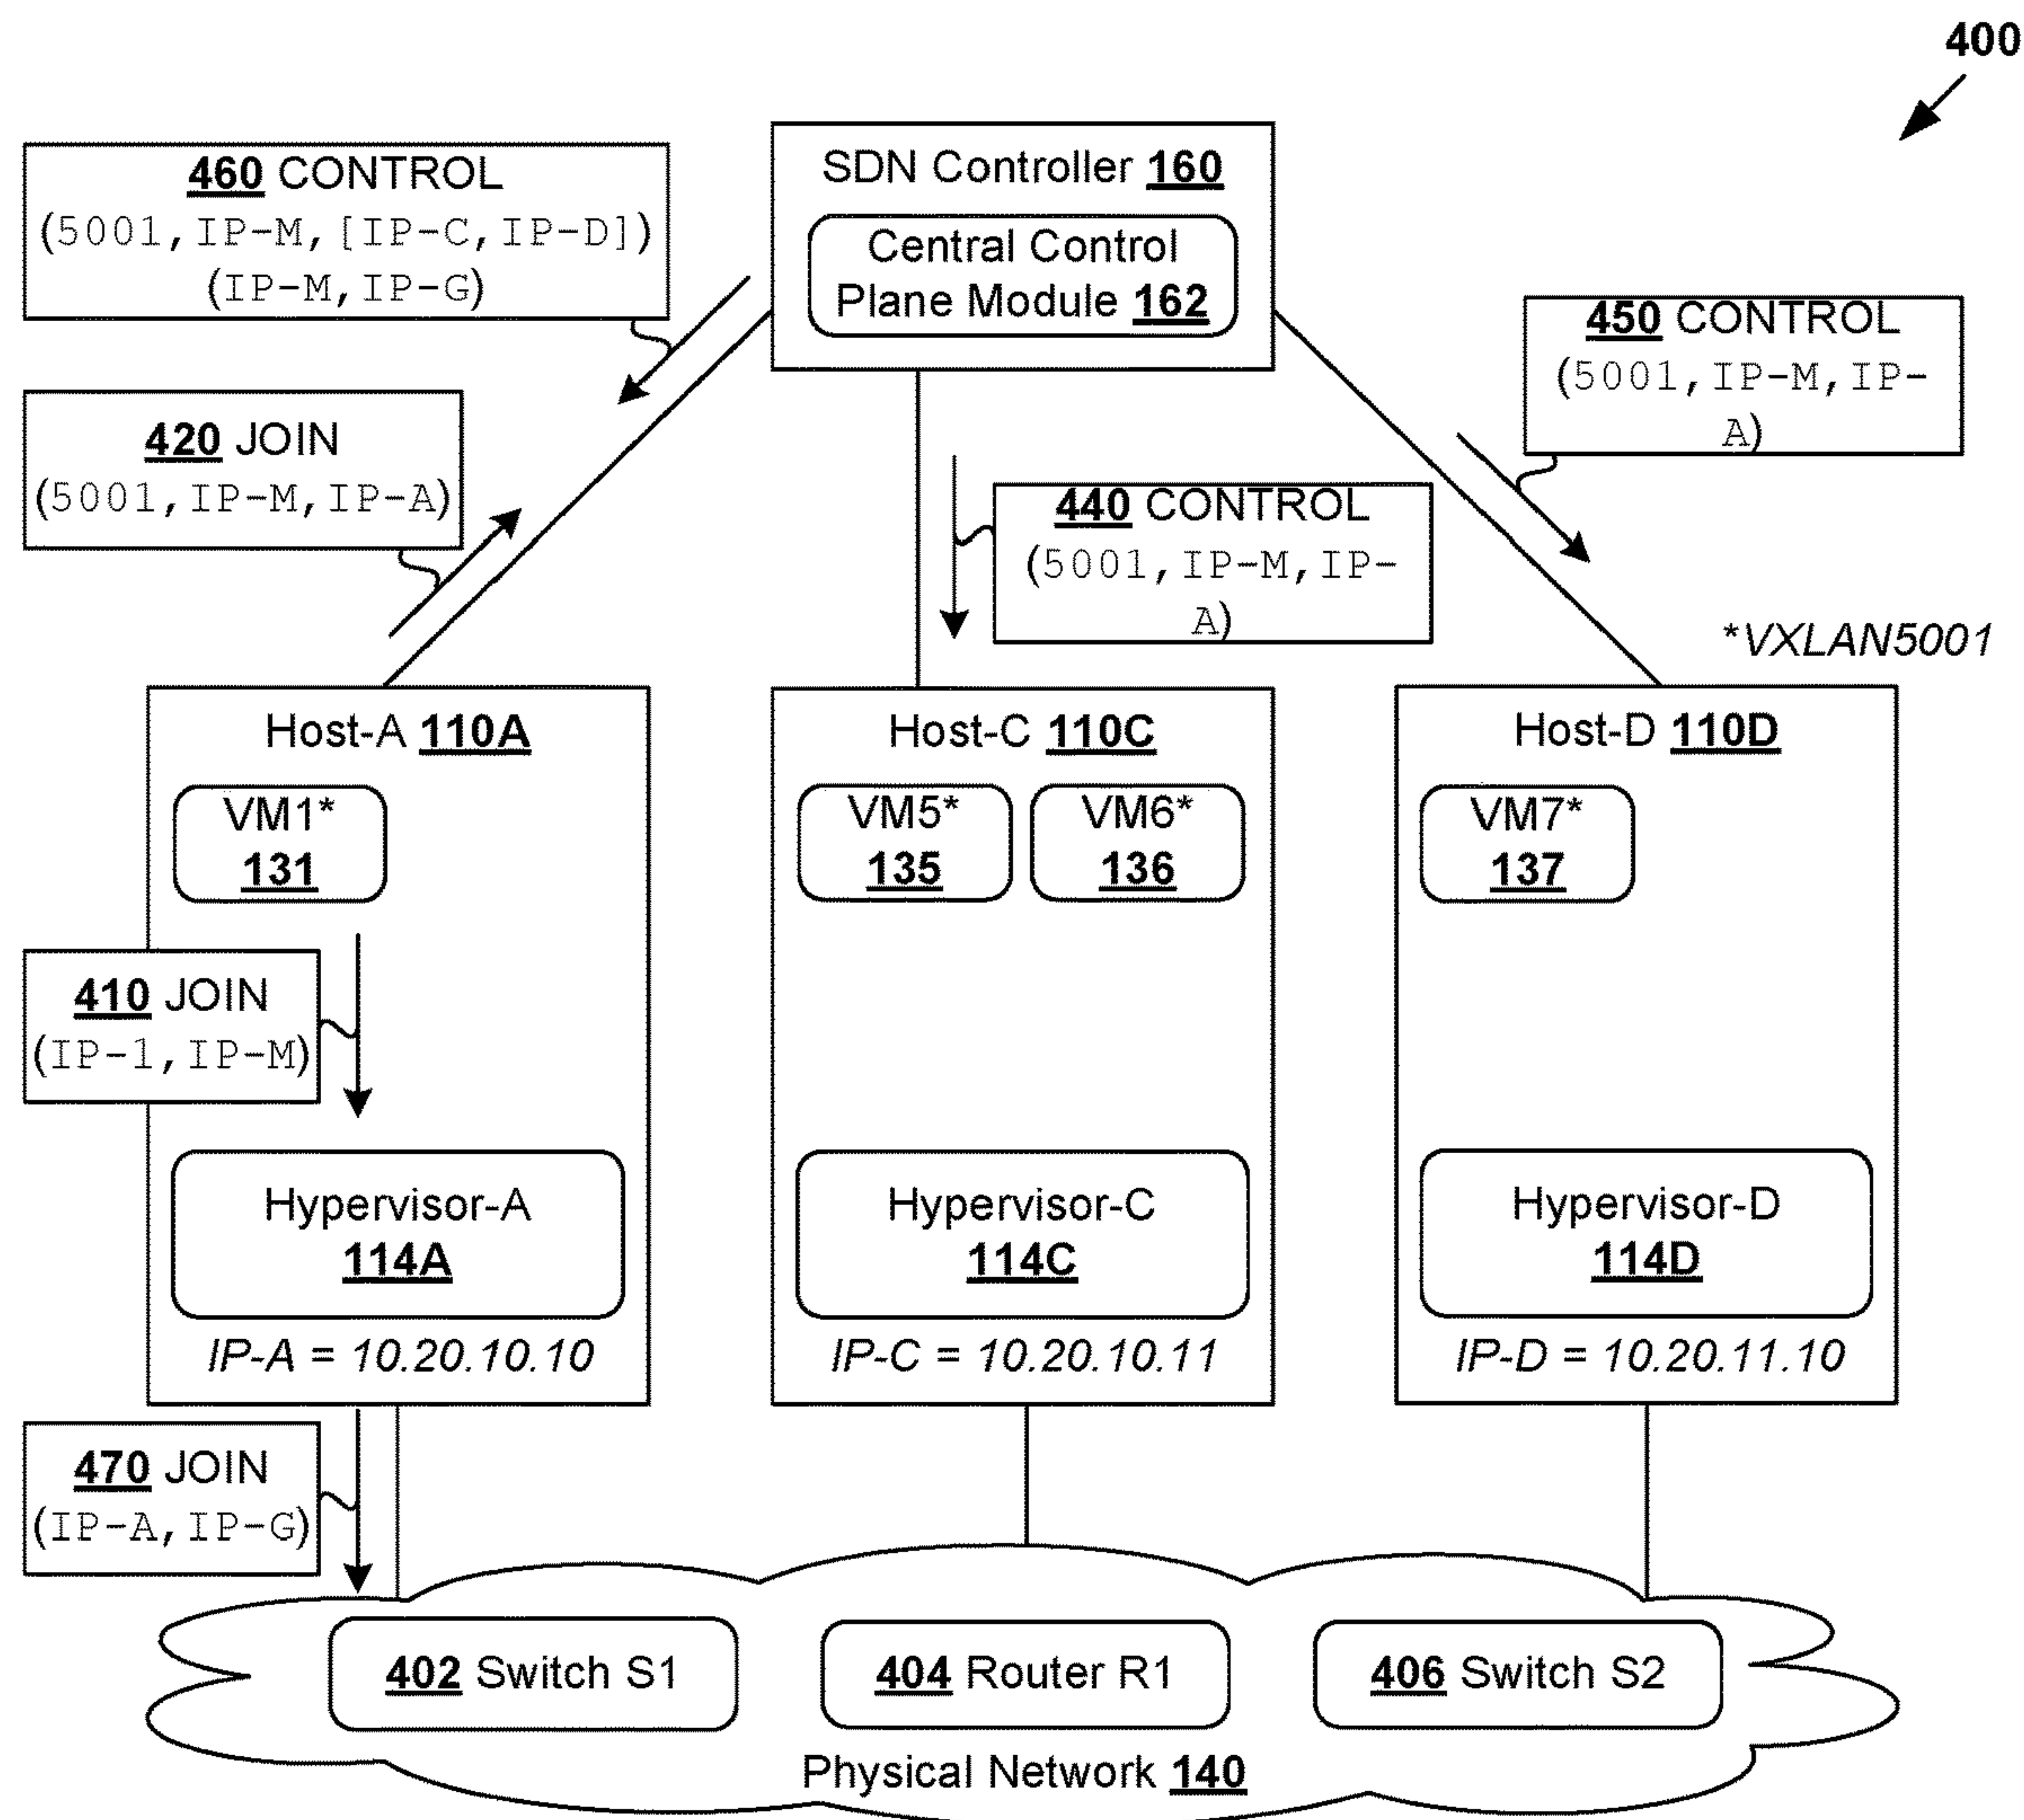 400
460 CONTROL
(5001, IP-M, [IP-C, IP-D])
(IP-M, IP-G)
SDN Controller 160
Central Control
Plane Module 162
450 CONTROL
(5001, IP-M, IP-
A)
420 JOIN
(5001, IP-M, IP-A)
440 CONTROL
(5001, IP-M, IP-
A)
*VXLAN5001
Host-A 110A
VM1*
131
410 JOIN
(IP-1, IP-M)
Hypervisor-A
114A
IP-A = 10.20.10.10
Host-C 110C
VM5*
135
VM6*
136
Hypervisor-C
114C
IP-C = 10.20.10.11
Host-D 110D
VM7*
137
Hypervisor-D
114D
IP-D = 10.20.11.10
470 JOIN
(IP-A, IP-G)
402 Switch S1
404 Router R1
406 Switch S2
Physical Network 140